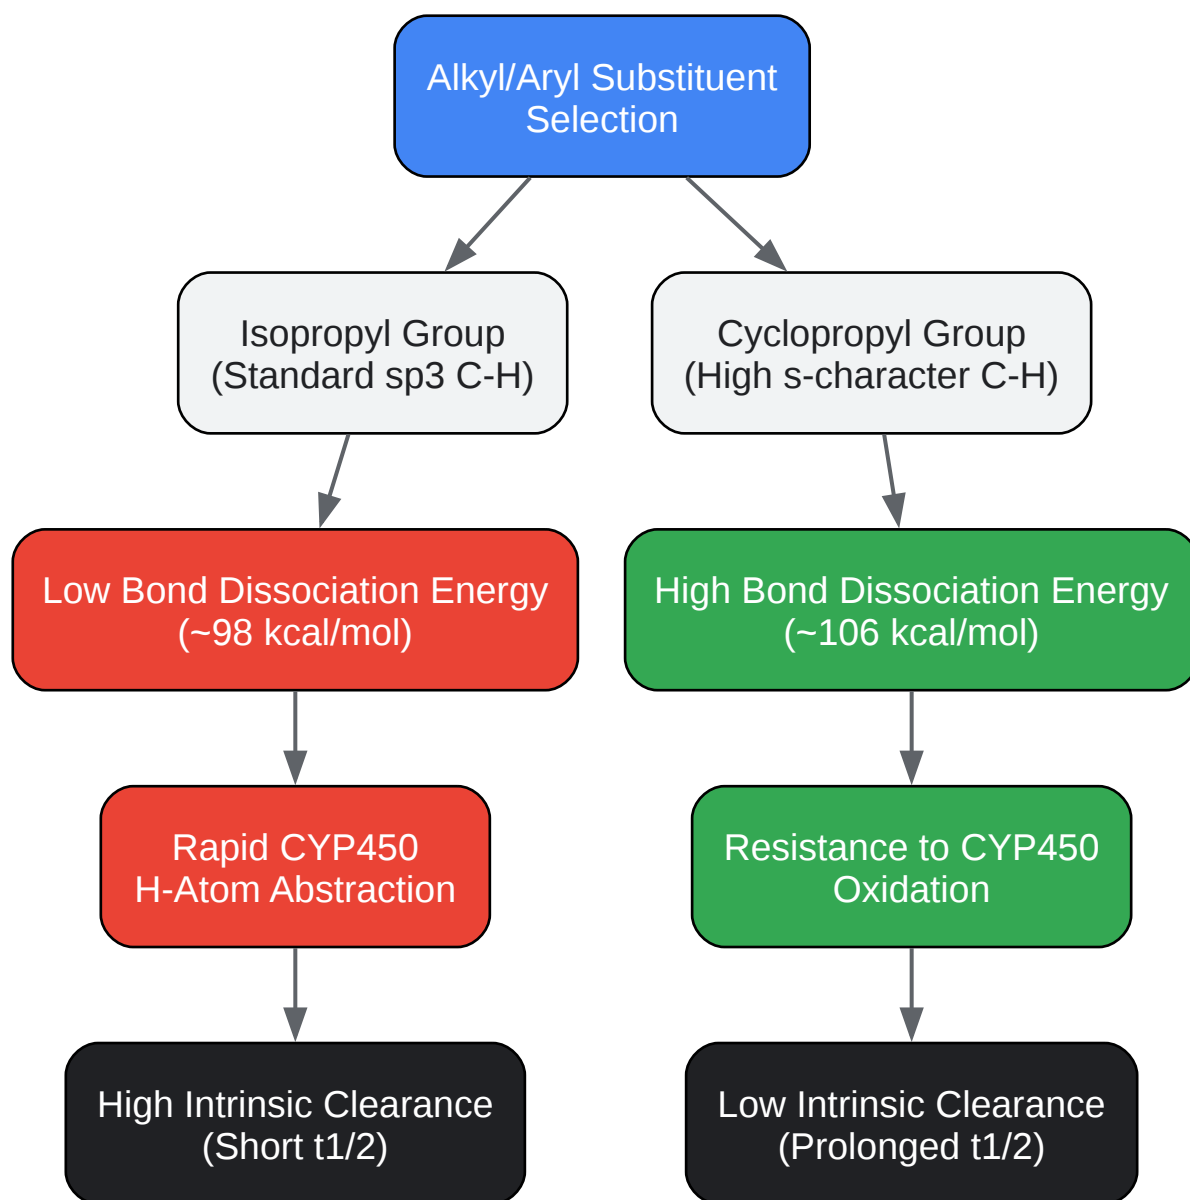 Alkyl/Aryl Substituent
Selection
Isopropyl Group
(Standard sp3 C-H)
Cyclopropyl Group
(High s-character C-H)
Low Bond Dissociation Energy
(~98 kcal/mol)
High Bond Dissociation Energy
(~106 kcal/mol)
Rapid CYP450
H-Atom Abstraction
Resistance to CYP450
Oxidation
High Intrinsic Clearance
(Short t1/2)
Low Intrinsic Clearance
(Prolonged t1/2)